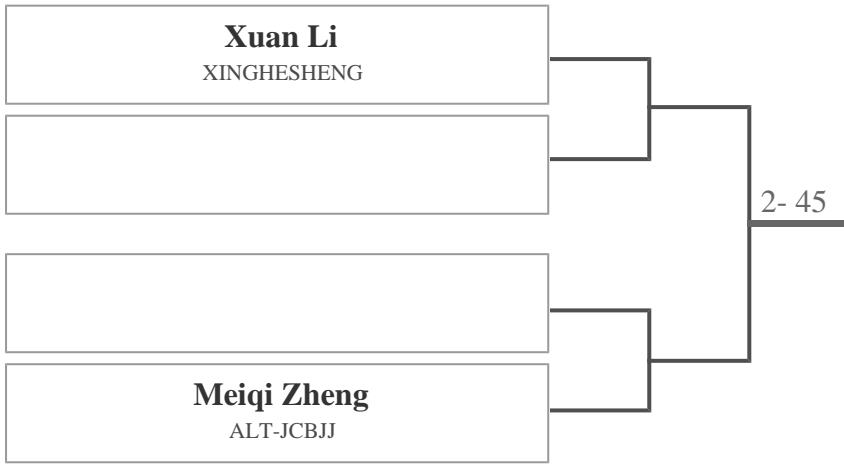 Xuan Li
XINGHESHENG
2- 45
Meiqi Zheng
ALT-JCBJJ